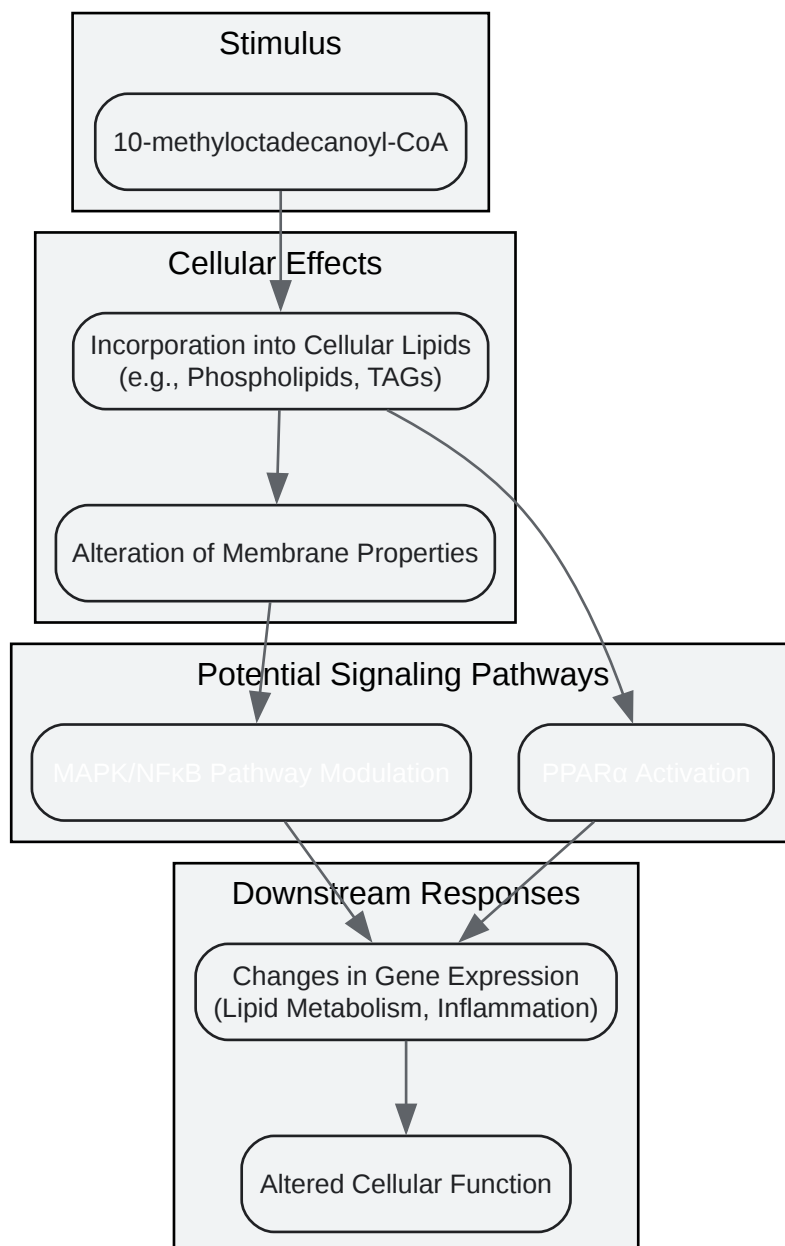 Stimulus
10-methyloctadecanoyl-CoA
Cellular Effects
Incorporation into Cellular Lipids
(e.g., Phospholipids, TAGs)
Alteration of Membrane Properties
Potential Signaling Pathways
MAPK/NFκB Pathway Modulation
PPARα Activation
Downstream Responses
Changes in Gene Expression
(Lipid Metabolism, Inflammation)
Altered Cellular Function